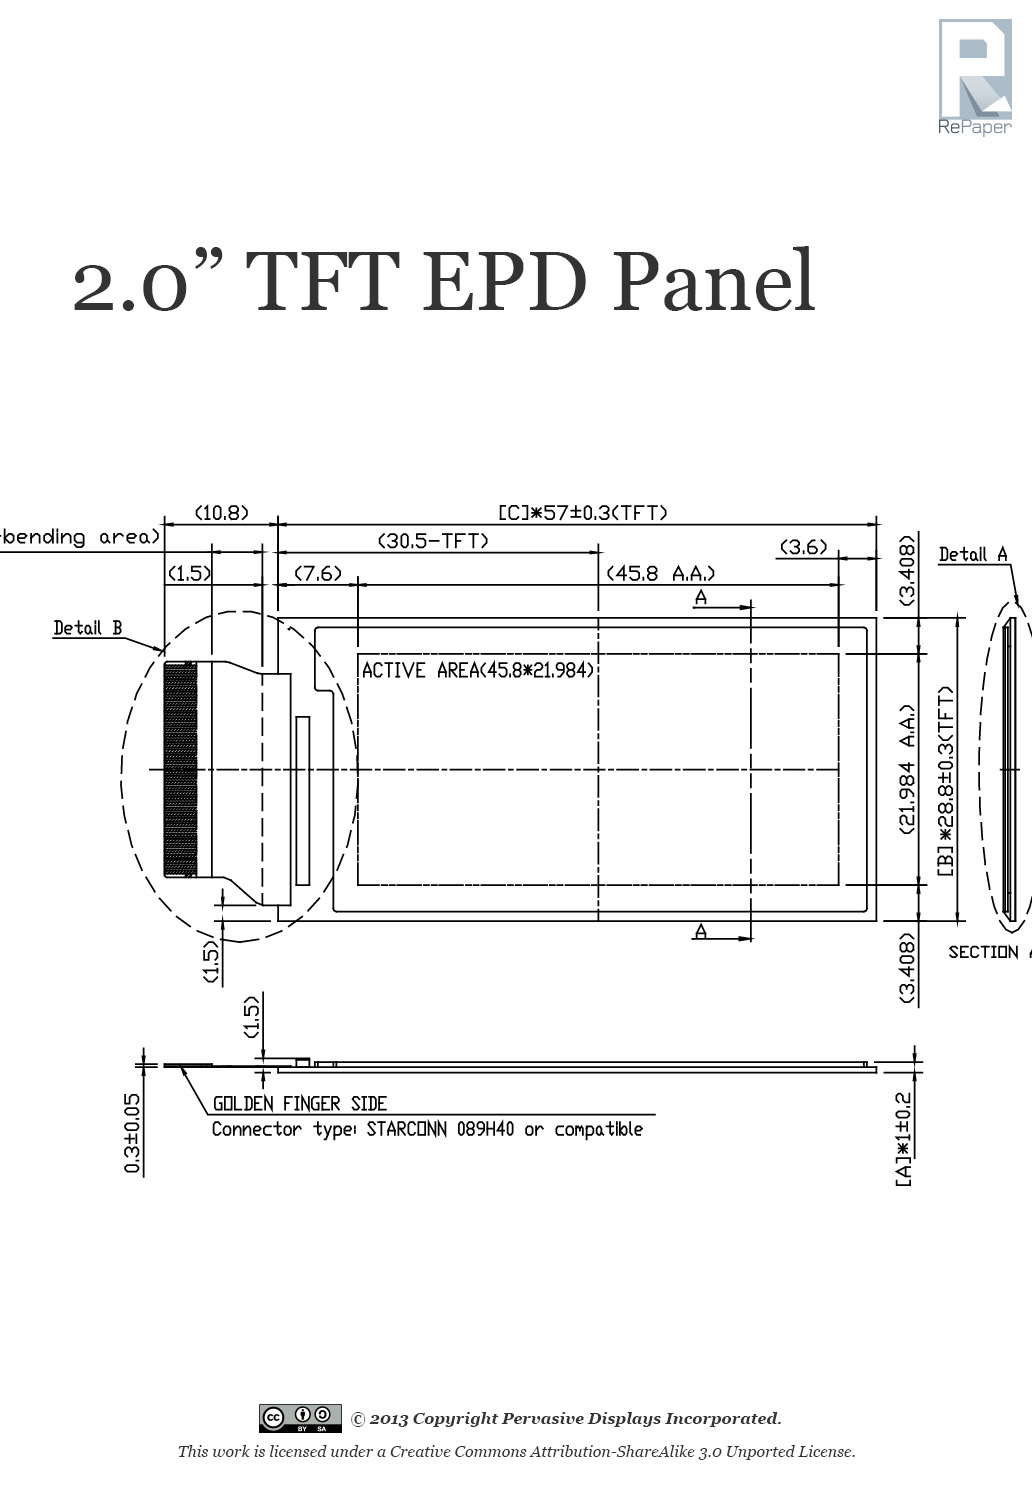 RePaper
2.0” TFT EPD Panel
(10.8)
[C]*57±0.3(TFT)
-bending area)
(30.5-TFT)
(3.6)
(1.5)
(7.6)
(45.8 A.A.)
(3.408)
Detail A
A
Detail B
ACTIVE AREA(45.8*21.984)
(21.984 A.A.)
[B]*28.8±0.3(TFT)
A
SECTION A
(1.5)
(3.408)
(1.5)
0.3±0.05
GOLDEN FINGER SIDE
Connector type: STARCONN 089H40 or compatible
[A]*1±0.2
cc BY SA
© 2013 Copyright Pervasive Displays Incorporated.
This work is licensed under a Creative Commons Attribution-ShareAlike 3.0 Unported License.